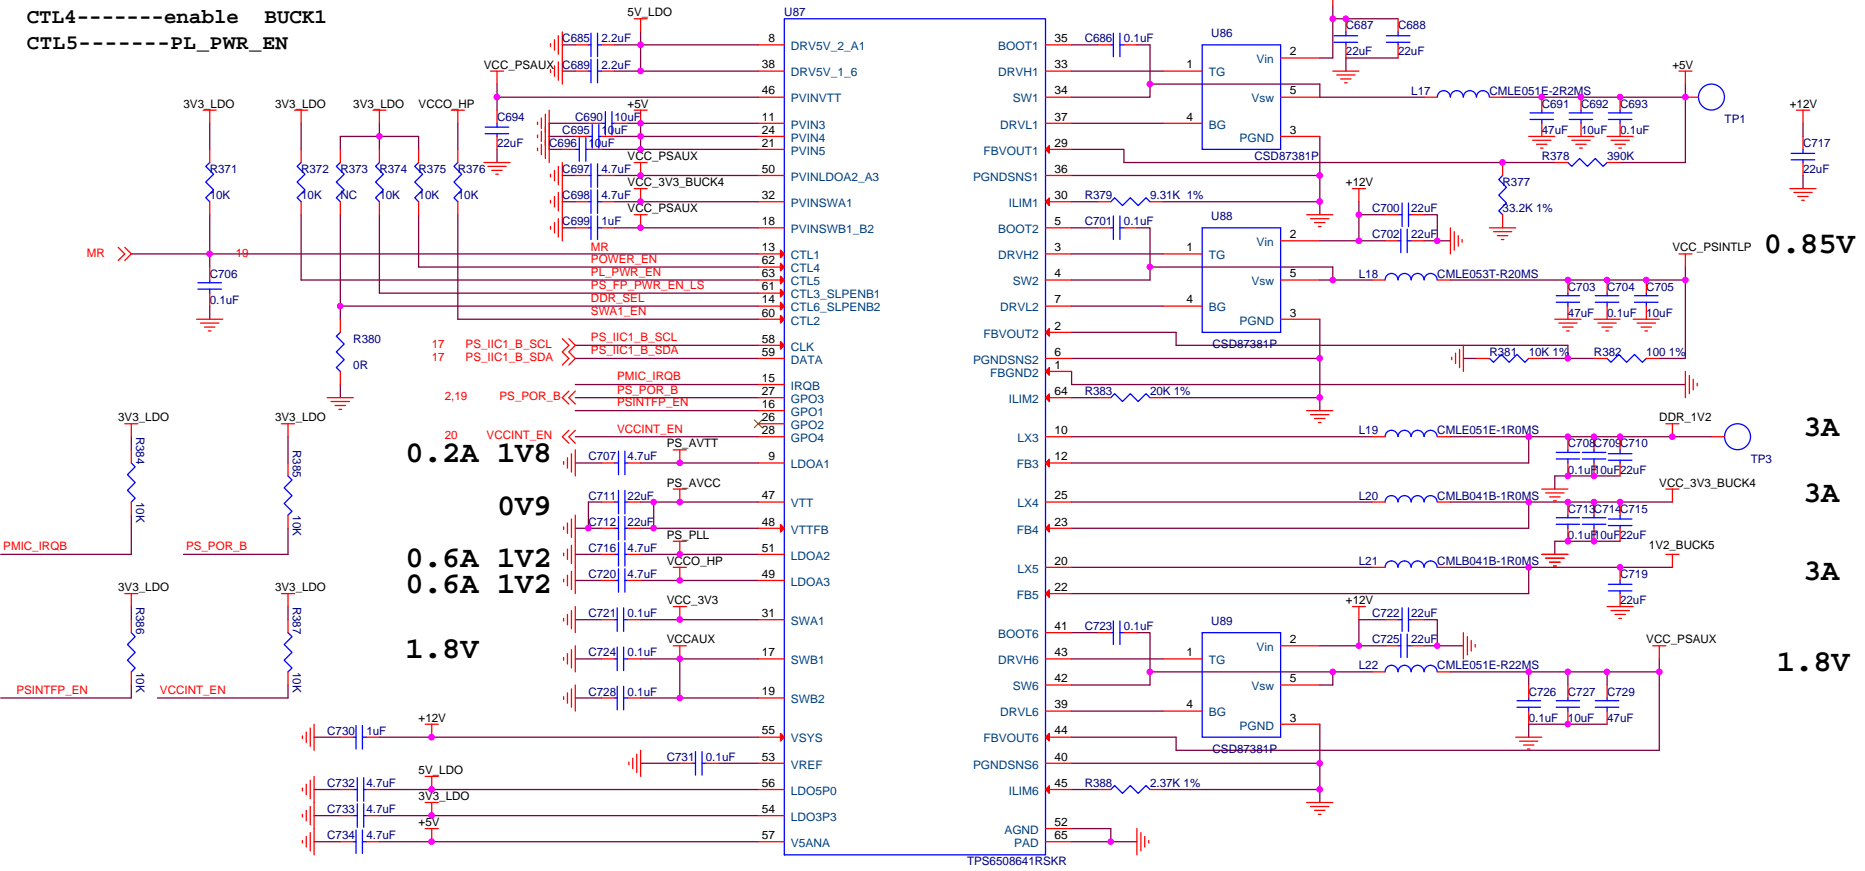 CTL4-------enable BUCK1
CTL5-------PL_PWR_EN
5V_LDO
C685 2.2uF
C689 2.2uF
VCC_PSAUX
C694
22uF
+5V
C690 10uF
C695 10uF
C696 10uF
VCC_PSAUX
C697 4.7uF
VCC_3V3_BUCK4
C698 4.7uF
VCC_PSAUX
C699 1uF
3V3_LDO 3V3_LDO 3V3_LDO VCCO_HP
R371 R372 R373 R374 R375 R376
10K 10K NC 10K 10K 10K
MR 19
C706
0.1uF
R380
0R
MR
POWER_EN
PL_PWR_EN
PS_FP_PWR_EN_LS
DDR_SEL
SWA1_EN
17 PS_IIC1_B_SCL PS_IIC1_B_SCL
17 PS_IIC1_B_SDA PS_IIC1_B_SDA
PMIC_IRQB
2,19 PS_POR_B PS_POR_B
PSINTFP_EN
20 VCCINT_EN VCCINT_EN
3V3_LDO 3V3_LDO
R384 10K
R385 10K
PMIC_IRQB PS_POR_B
3V3_LDO 3V3_LDO
R386 10K
R387 10K
PSINTFP_EN VCCINT_EN
0.2A 1V8
PS_AVTT
C707 4.7uF
0V9
PS_AVCC
C711 22uF
C712 22uF
PS_PLL
0.6A 1V2
C716 4.7uF
VCCO_HP
0.6A 1V2
C720 4.7uF
VCC_3V3
C721 0.1uF
1.8V
VCCAUX
C724 0.1uF
C728 0.1uF
+12V
C730 1uF
C731 0.1uF
5V_LDO
C732 4.7uF
3V3_LDO
C733 4.7uF
+5V
C734 4.7uF
U87
8 DRV5V_2_A1
38 DRV5V_1_6
46 PVINVTT
11 PVIN3
24 PVIN4
21 PVIN5
50 PVINLDOA2_A3
32 PVINSWA1
18 PVINSWB1_B2
13 CTL1
62 CTL4
63 CTL5
61 CTL3_SLPENB1
14 CTL6_SLPENB2
60 CTL2
58 CLK
59 DATA
15 IRQB
27 GPO3
16 GPO1
26 GPO2
28 GPO4
9 LDOA1
47 VTT
48 VTTFB
51 LDOA2
49 LDOA3
31 SWA1
17 SWB1
19 SWB2
55 VSYS
53 VREF
56 LDO5P0
54 LDO3P3
57 V5ANA
BOOT1 35
DRVH1 33
SW1 34
DRVL1 37
FBVOUT1 29
PGNDSNS1 36
ILIM1 30
BOOT2 5
DRVH2 3
SW2 4
DRVL2 7
FBVOUT2 2
PGNDSNS2 6
FBGND2 1
ILIM2 64
LX3 10
FB3 12
LX4 25
FB4 23
LX5 20
FB5 22
BOOT6 41
DRVH6 43
SW6 42
DRVL6 39
FBVOUT6 44
PGNDSNS6 40
ILIM6 45
AGND 52
PAD 65
TPS6508641RSKR
C686 0.1uF
U86
1 TG
4 BG
Vin 2
Vsw 5
PGND 3
CSD87381P
C687 C688
22uF 22uF
L17 CMLE051E-2R2MS
+5V
TP1
C691 C692 C693
47uF 10uF 0.1uF
R378 390K
R377
33.2K 1%
+12V
C717
22uF
R379 9.31K 1%
C701 0.1uF
U88
1 TG
4 BG
Vin 2
Vsw 5
PGND 3
CSD87381P
+12V
C700 22uF
C702 22uF
L18 CMLE053T-R20MS
VCC_PSINTLP
0.85V
C703 C704 C705
47uF 0.1uF 10uF
R381 10K 1% R382 100 1%
R383 20K 1%
L19 CMLE051E-1R0MS
DDR_1V2
TP3
3A
C708 C709 C710
0.1uF 10uF 22uF
L20 CMLB041B-1R0MS
VCC_3V3_BUCK4
3A
C713 C714 C715
0.1uF 10uF 22uF
L21 CMLB041B-1R0MS
1V2_BUCK5
3A
C719
22uF
C723 0.1uF
U89
1 TG
4 BG
Vin 2
Vsw 5
PGND 3
CSD87381P
+12V
C722 22uF
C725 22uF
L22 CMLE051E-R22MS
VCC_PSAUX
1.8V
C726 C727 C729
0.1uF 10uF 47uF
R388 2.37K 1%